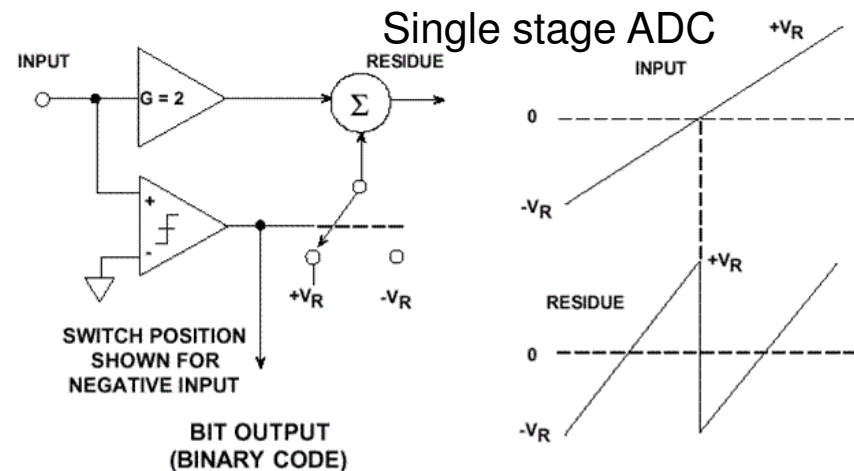 Single stage ADC
INPUT
G = 2
RESIDUE
Σ
+
-
+VR
-VR
SWITCH POSITION
SHOWN FOR
NEGATIVE INPUT
BIT OUTPUT
(BINARY CODE)
+VR
INPUT
0
-VR
+VR
RESIDUE
0
-VR